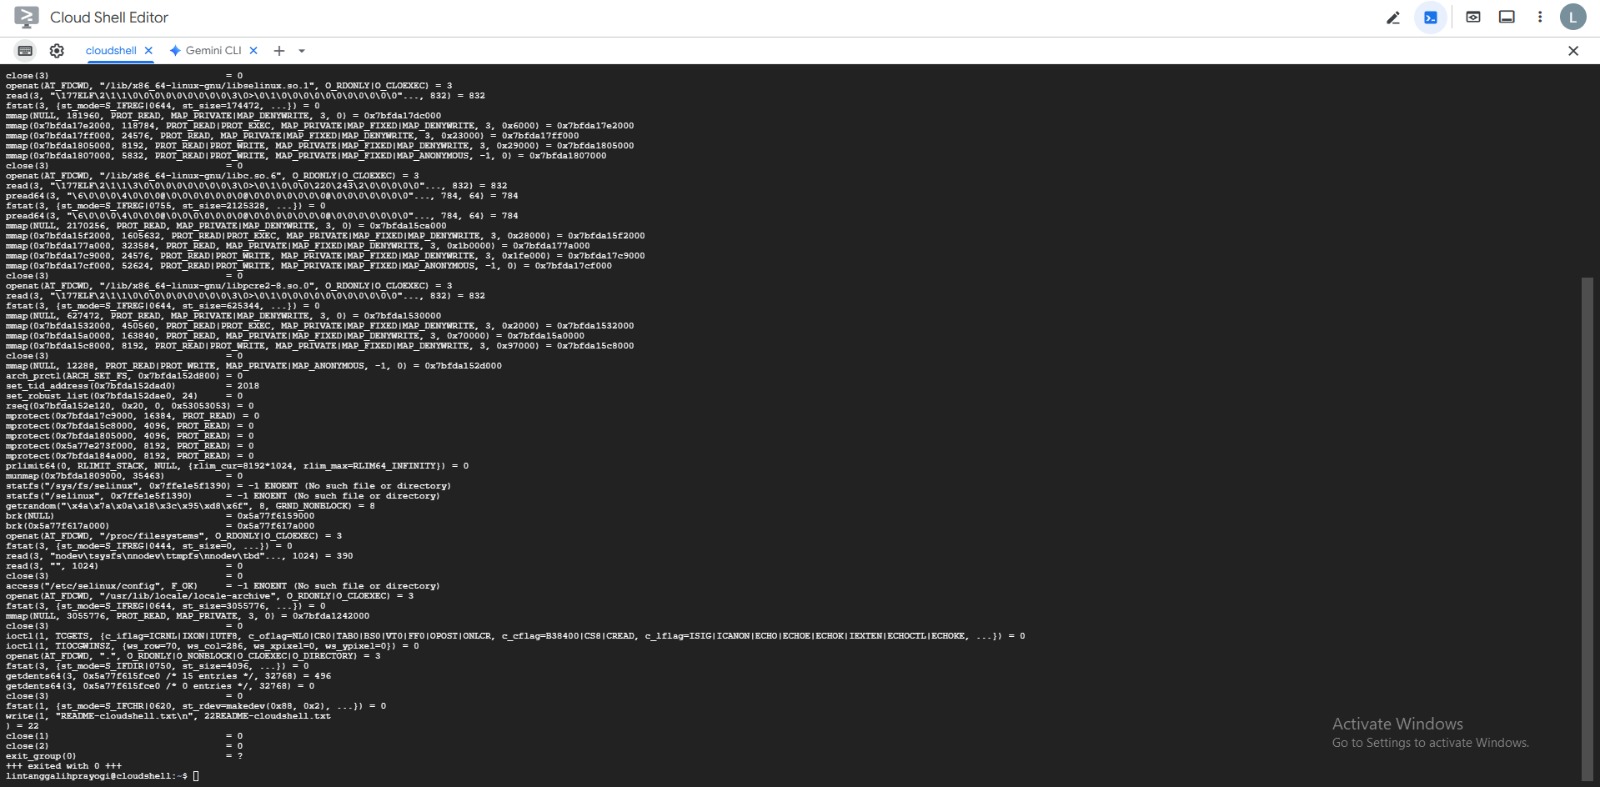 Cloud Shell Editor
L
cloudshell
Gemini CLI
close(3) = 0
openat(AT_FDCWD, "/lib/x86_64-linux-gnu/libselinux.so.1", O_RDONLY|O_CLOEXEC) = 3
read(3, "\177ELF\2\1\1\0\0\0\0\0\0\0\0\0\3\0>\0\1\0\0\0\0\0\0\0\0\0\0\0"..., 832) = 832
fstat(3, {st_mode=S_IFREG|0644, st_size=174472, ...}) = 0
mmap(NULL, 181960, PROT_READ, MAP_PRIVATE|MAP_DENYWRITE, 3, 0) = 0x7bfda17dc000
mmap(0x7bfda17e2000, 118784, PROT_READ|PROT_EXEC, MAP_PRIVATE|MAP_FIXED|MAP_DENYWRITE, 3, 0x6000) = 0x7bfda17e2000
mmap(0x7bfda17ff000, 24576, PROT_READ, MAP_PRIVATE|MAP_FIXED|MAP_DENYWRITE, 3, 0x23000) = 0x7bfda17ff000
mmap(0x7bfda1805000, 8192, PROT_READ|PROT_WRITE, MAP_PRIVATE|MAP_FIXED|MAP_DENYWRITE, 3, 0x29000) = 0x7bfda1805000
mmap(0x7bfda1807000, 5832, PROT_READ|PROT_WRITE, MAP_PRIVATE|MAP_FIXED|MAP_ANONYMOUS, -1, 0) = 0x7bfda1807000
close(3) = 0
openat(AT_FDCWD, "/lib/x86_64-linux-gnu/libc.so.6", O_RDONLY|O_CLOEXEC) = 3
read(3, "\177ELF\2\1\1\3\0\0\0\0\0\0\0\0\3\0>\0\1\0\0\0\220\243\2\0\0\0\0\0"..., 832) = 832
pread64(3, "\6\0\0\0\4\0\0\0@\0\0\0\0\0\0\0@\0\0\0\0\0\0\0@\0\0\0\0\0\0\0"..., 784, 64) = 784
fstat(3, {st_mode=S_IFREG|0755, st_size=2125328, ...}) = 0
pread64(3, "\6\0\0\0\4\0\0\0@\0\0\0\0\0\0\0@\0\0\0\0\0\0\0@\0\0\0\0\0\0\0"..., 784, 64) = 784
mmap(NULL, 2170256, PROT_READ, MAP_PRIVATE|MAP_DENYWRITE, 3, 0) = 0x7bfda15ca000
mmap(0x7bfda15f2000, 1605632, PROT_READ|PROT_EXEC, MAP_PRIVATE|MAP_FIXED|MAP_DENYWRITE, 3, 0x28000) = 0x7bfda15f2000
mmap(0x7bfda177a000, 323584, PROT_READ, MAP_PRIVATE|MAP_FIXED|MAP_DENYWRITE, 3, 0x1b0000) = 0x7bfda177a000
mmap(0x7bfda17c9000, 24576, PROT_READ|PROT_WRITE, MAP_PRIVATE|MAP_FIXED|MAP_DENYWRITE, 3, 0x1fe000) = 0x7bfda17c9000
mmap(0x7bfda17cf000, 52624, PROT_READ|PROT_WRITE, MAP_PRIVATE|MAP_FIXED|MAP_ANONYMOUS, -1, 0) = 0x7bfda17cf000
close(3) = 0
openat(AT_FDCWD, "/lib/x86_64-linux-gnu/libpcre2-8.so.0", O_RDONLY|O_CLOEXEC) = 3
read(3, "\177ELF\2\1\1\0\0\0\0\0\0\0\0\0\3\0>\0\1\0\0\0\0\0\0\0\0\0\0\0"..., 832) = 832
fstat(3, {st_mode=S_IFREG|0644, st_size=625344, ...}) = 0
mmap(NULL, 627472, PROT_READ, MAP_PRIVATE|MAP_DENYWRITE, 3, 0) = 0x7bfda1530000
mmap(0x7bfda1532000, 450560, PROT_READ|PROT_EXEC, MAP_PRIVATE|MAP_FIXED|MAP_DENYWRITE, 3, 0x2000) = 0x7bfda1532000
mmap(0x7bfda15a0000, 163840, PROT_READ, MAP_PRIVATE|MAP_FIXED|MAP_DENYWRITE, 3, 0x70000) = 0x7bfda15a0000
mmap(0x7bfda15c8000, 8192, PROT_READ|PROT_WRITE, MAP_PRIVATE|MAP_FIXED|MAP_DENYWRITE, 3, 0x97000) = 0x7bfda15c8000
close(3) = 0
mmap(NULL, 12288, PROT_READ|PROT_WRITE, MAP_PRIVATE|MAP_ANONYMOUS, -1, 0) = 0x7bfda152d000
arch_prctl(ARCH_SET_FS, 0x7bfda152d800) = 0
set_tid_address(0x7bfda152dad0) = 2018
set_robust_list(0x7bfda152dae0, 24) = 0
rseq(0x7bfda152e120, 0x20, 0, 0x53053053) = 0
mprotect(0x7bfda17c9000, 16384, PROT_READ) = 0
mprotect(0x7bfda15c8000, 4096, PROT_READ) = 0
mprotect(0x7bfda1805000, 4096, PROT_READ) = 0
mprotect(0x5a77e273f000, 8192, PROT_READ) = 0
mprotect(0x7bfda184a000, 8192, PROT_READ) = 0
prlimit64(0, RLIMIT_STACK, NULL, {rlim_cur=8192*1024, rlim_max=RLIM64_INFINITY}) = 0
munmap(0x7bfda1809000, 35463) = 0
statfs("/sys/fs/selinux", 0x7ffe1e5f1390) = -1 ENOENT (No such file or directory)
statfs("/selinux", 0x7ffe1e5f1390) = -1 ENOENT (No such file or directory)
getrandom("\x4a\x7a\x0a\x18\x3c\x95\xd8\x6f", 8, GRND_NONBLOCK) = 8
brk(NULL) = 0x5a77f6159000
brk(0x5a77f617a000) = 0x5a77f617a000
openat(AT_FDCWD, "/proc/filesystems", O_RDONLY|O_CLOEXEC) = 3
fstat(3, {st_mode=S_IFREG|0444, st_size=0, ...}) = 0
read(3, "nodev\tsysfs\nnodev\ttmpfs\nnodev\tbd"..., 1024) = 390
read(3, "", 1024) = 0
close(3) = 0
access("/etc/selinux/config", F_OK) = -1 ENOENT (No such file or directory)
openat(AT_FDCWD, "/usr/lib/locale/locale-archive", O_RDONLY|O_CLOEXEC) = 3
fstat(3, {st_mode=S_IFREG|0644, st_size=3055776, ...}) = 0
mmap(NULL, 3055776, PROT_READ, MAP_PRIVATE, 3, 0) = 0x7bfda1242000
close(3) = 0
ioctl(1, TCGETS, {c_iflag=ICRNL|IXON|IUTF8, c_oflag=NL0|CR0|TAB0|BS0|VT0|FF0|OPOST|ONLCR, c_cflag=B38400|CS8|CREAD, c_lflag=ISIG|ICANON|ECHO|ECHOE|ECHOK|IEXTEN|ECHOCTL|ECHOKE, ...}) = 0
ioctl(1, TIOCGWINSZ, {ws_row=70, ws_col=286, ws_xpixel=0, ws_ypixel=0}) = 0
openat(AT_FDCWD, ".", O_RDONLY|O_NONBLOCK|O_CLOEXEC|O_DIRECTORY) = 3
fstat(3, {st_mode=S_IFDIR|0750, st_size=4096, ...}) = 0
getdents64(3, 0x5a77f615fce0 /* 15 entries */, 32768) = 496
getdents64(3, 0x5a77f615fce0 /* 0 entries */, 32768) = 0
close(3) = 0
fstat(1, {st_mode=S_IFCHR|0620, st_rdev=makedev(0x88, 0x2), ...}) = 0
write(1, "README-cloudshell.txt\n", 22README-cloudshell.txt
) = 22
close(1) = 0
close(2) = 0
exit_group(0) = ?
+++ exited with 0 +++
lintanggalihprayogi@cloudshell:~$
Activate Windows
Go to Settings to activate Windows.